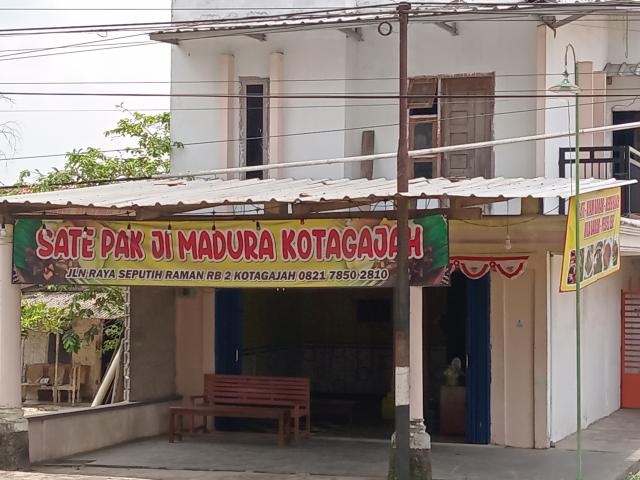 SATE PAK JI MADURA KOTAGAJAH
JLN RAYA SEPUTIH RAMAN RB 2 KOTAGAJAH 0821 7850 2810